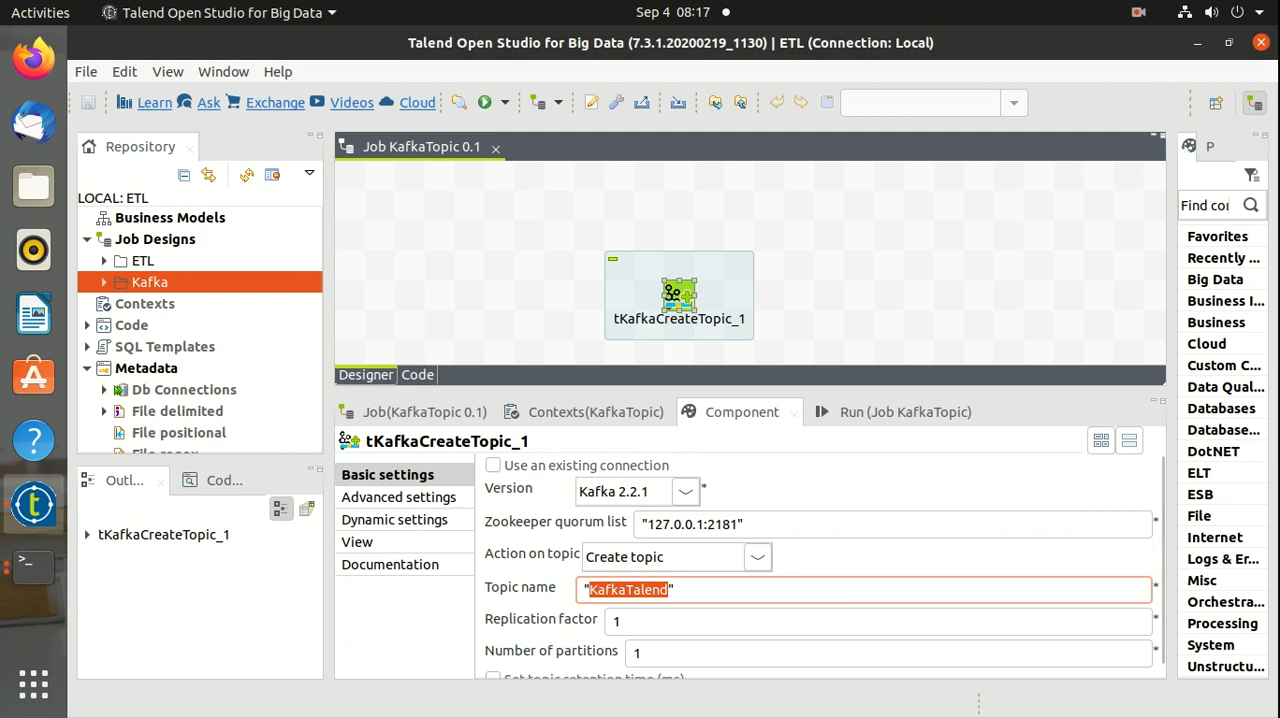 Activities
Talend Open Studio for Big Data
Sep 4 08:17
Talend Open Studio for Big Data (7.3.1.20200219_1130) | ETL (Connection: Local)
File Edit View Window Help
Learn Ask Exchange Videos Cloud
Repository
LOCAL: ETL
Business Models
Job Designs
ETL
Kafka
Contexts
Code
SQL Templates
Metadata
Db Connections
File delimited
File positional
File regex
Outl...
Cod...
tKafkaCreateTopic_1
Job KafkaTopic 0.1
tKafkaCreateTopic_1
Designer Code
Job(KafkaTopic 0.1)
Contexts(KafkaTopic)
Component
Run (Job KafkaTopic)
tKafkaCreateTopic_1
Basic settings
Advanced settings
Dynamic settings
View
Documentation
Use an existing connection
Version Kafka 2.2.1 *
Zookeeper quorum list "127.0.0.1:2181" *
Action on topic Create topic
Topic name "KafkaTalend" *
Replication factor 1 *
Number of partitions 1 *
Set topic retention time (ms)
P
Find cor
Favorites
Recently ...
Big Data
Business I...
Business
Cloud
Custom C...
Data Qual...
Databases
Database...
DotNET
ELT
ESB
File
Internet
Logs & Er...
Misc
Orchestra...
Processing
System
Unstructu...